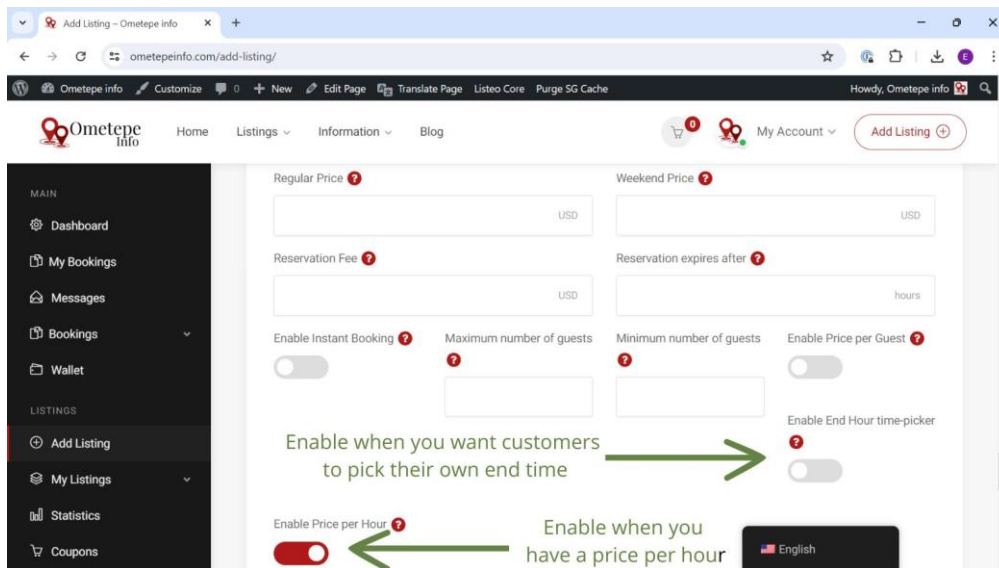 Add Listing – Ometepe info
ometepeinfo.com/add-listing/
E
Ometepe info Customize 0 New Edit Page Translate Page Listeo Core Purge SG Cache Howdy, Ometepe info
Ometepe
Info
Home Listings Information Blog 0 My Account Add Listing
MAIN
Dashboard
My Bookings
Messages
Bookings
Wallet
LISTINGS
Add Listing
My Listings
Statistics
Coupons
Regular Price ? Weekend Price ?
USD USD
Reservation Fee ? Reservation expires after ?
USD hours
Enable Instant Booking ? Maximum number of guests ? Minimum number of guests ? Enable Price per Guest ?
Enable End Hour time-picker
?
Enable when you want customers
to pick their own end time
Enable Price per Hour ?
Enable when you
have a price per hour
English